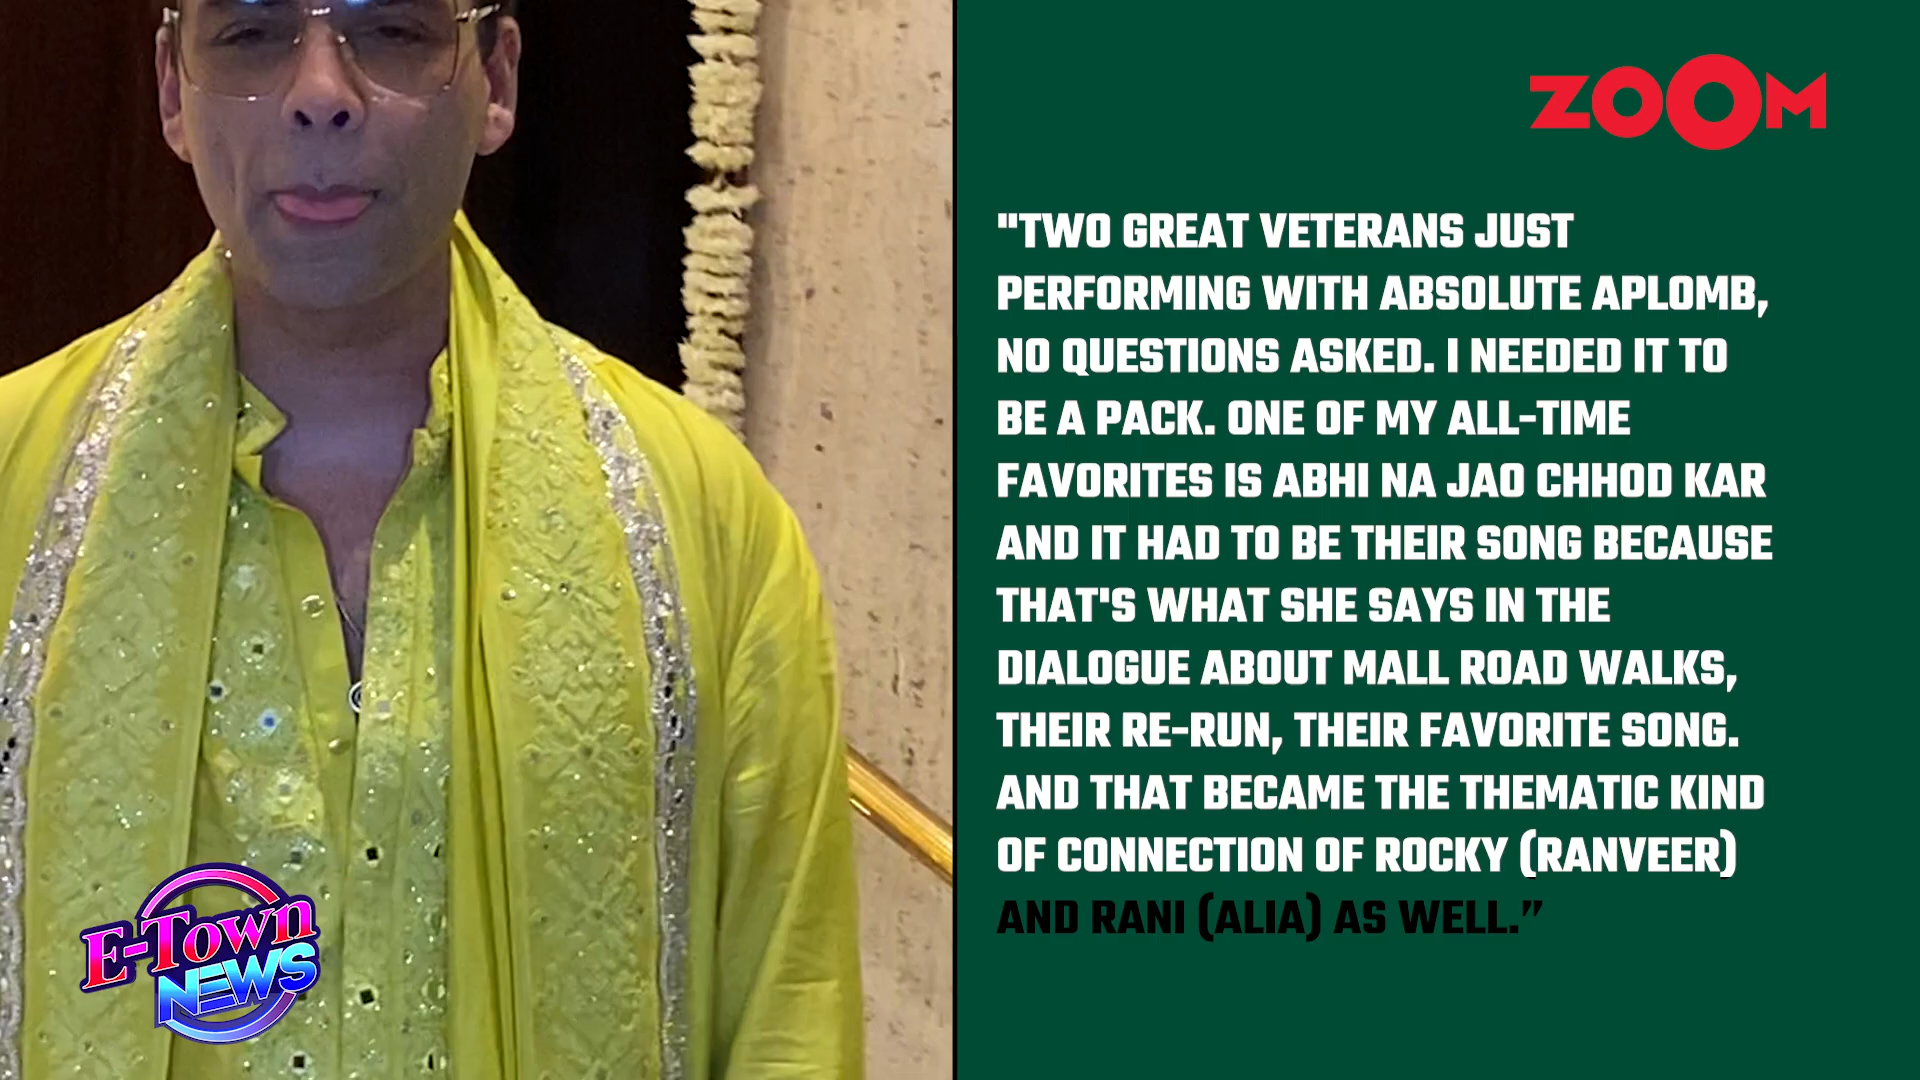 ZOOM
"TWO GREAT VETERANS JUST
PERFORMING WITH ABSOLUTE APLOMB,
NO QUESTIONS ASKED. I NEEDED IT TO
BE A PACK. ONE OF MY ALL-TIME
FAVORITES IS ABHI NA JAO CHHOD KAR
AND IT HAD TO BE THEIR SONG BECAUSE
THAT'S WHAT SHE SAYS IN THE
DIALOGUE ABOUT MALL ROAD WALKS,
THEIR RE-RUN, THEIR FAVORITE SONG.
AND THAT BECAME THE THEMATIC KIND
OF CONNECTION OF ROCKY (RANVEER)
AND RANI (ALIA) AS WELL.”
E-TOWN
NEWS